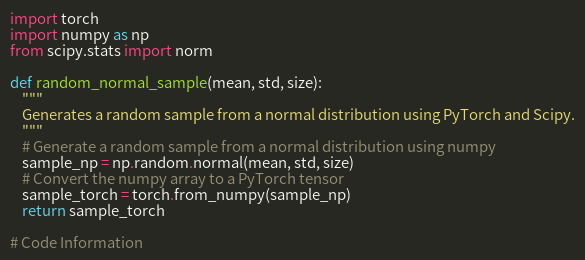 import torch
import numpy as np
from scipy.stats import norm
def random_normal_sample(mean, std, size):
"""
Generates a random sample from a normal distribution using PyTorch and Scipy.
"""
# Generate a random sample from a normal distribution using numpy
sample_np = np.random.normal(mean, std, size)
# Convert the numpy array to a PyTorch tensor
sample_torch = torch.from_numpy(sample_np)
return sample_torch
# Code Information